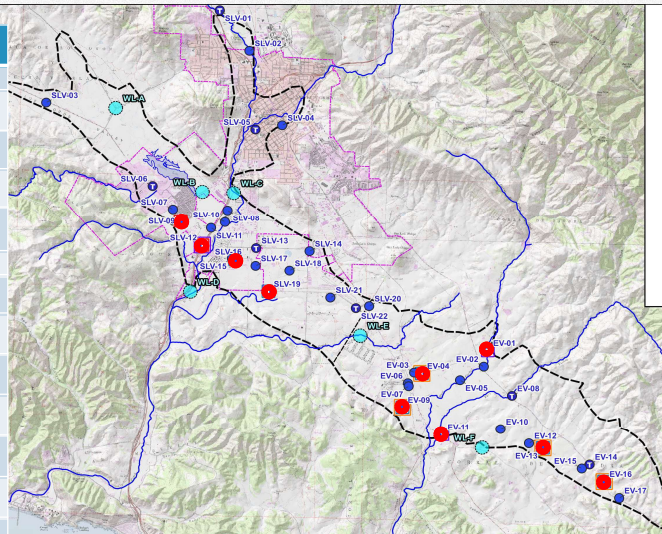 SLV-01
SLV-02
SLV-03
WL-A
SLV-05
SLV-04
SLV-06
WL-B
WL-C
SLV-07
SLV-09
SLV-10
SLV-08
SLV-12
SLV-11
SLV-13
SLV-14
SLV-16
SLV-15
SLV-17
SLV-18
WL-D
SLV-19
SLV-21
SLV-20
SLV-22
WL-E
EV-01
EV-02
EV-03
EV-04
EV-06
EV-05
EV-08
EV-07
EV-09
EV-11
WL-F
EV-10
EV-12
EV-13
EV-15
EV-14
EV-16
EV-17
T
T
T
T
T
T
T